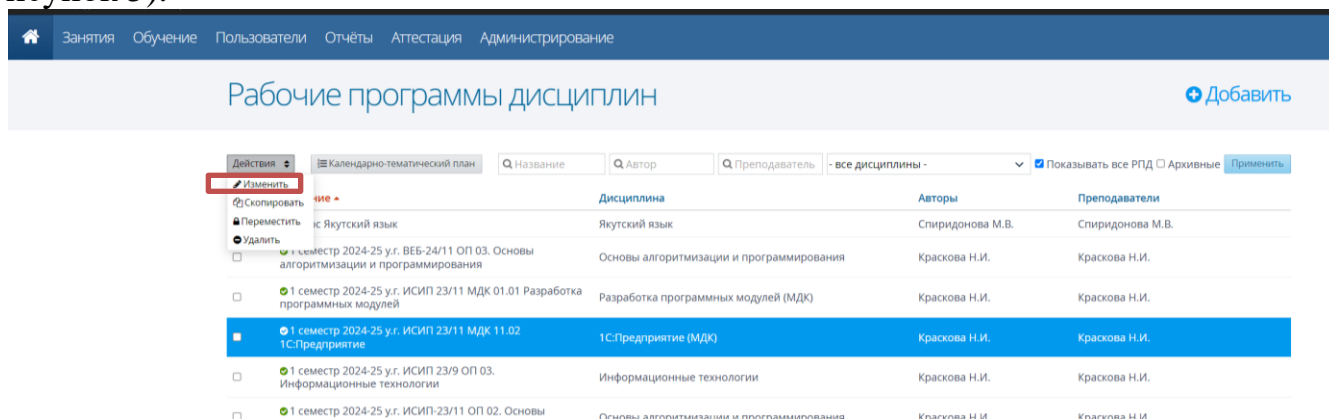 Занятия Обучение Пользователи Отчёты Аттестация Администрирование
Рабочие программы дисциплин
Добавить
Действия Календарно-тематический план Название Автор Преподаватель - все дисциплины - Показывать все РПД Архивные Применить
Изменить
Скопировать
Переместить
Удалить
ние Дисциплина Авторы Преподаватели
с Якутский язык Якутский язык Спиридонова М.В. Спиридонова М.В.
1 семестр 2024-25 у.г. ВЕБ-24/11 ОП 03. Основы
алгоритмизации и программирования
Основы алгоритмизации и программирования Краскова Н.И. Краскова Н.И.
1 семестр 2024-25 у.г. ИСИП 23/11 МДК 01.01 Разработка
программных модулей
Разработка программных модулей (МДК) Краскова Н.И. Краскова Н.И.
1 семестр 2024-25 у.г. ИСИП 23/11 МДК 11.02
1С:Предприятие
1С:Предприятие (МДК) Краскова Н.И. Краскова Н.И.
1 семестр 2024-25 у.г. ИСИП 23/9 ОП 03.
Информационные технологии
Информационные технологии Краскова Н.И. Краскова Н.И.
1 семестр 2024-25 у.г. ИСИП-23/11 ОП 02. Основы
Основы алгоритмизации и программирования Краскова Н.И. Краскова Н.И.